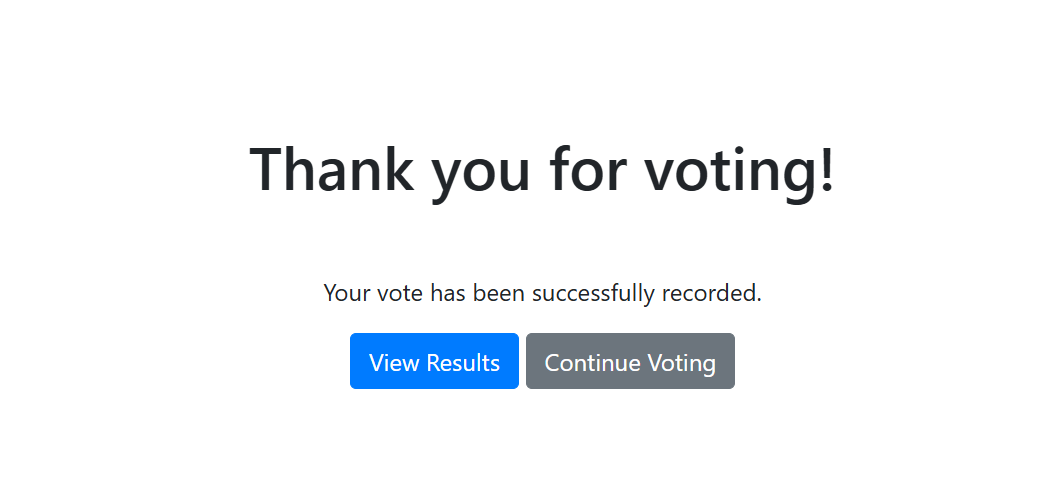 Thank you for voting!
Your vote has been successfully recorded.
View Results Continue Voting